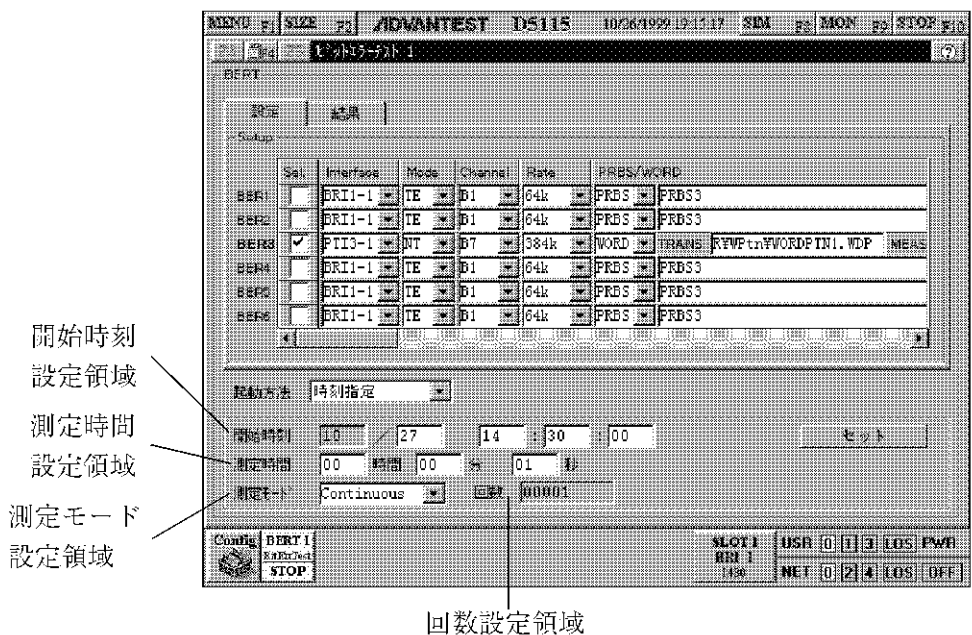 MENU F1 SIZE F2 ADVANTEST D5115 10/26/1999 19:15:17 SIM F8 MON F9 STOP F10
F4 ビットエラーテスト 1 ?
BERT
設定 結果
Setup
Sel. Interface Mode Channel Rate PRBS/WORD
BER1 BRI1-1 TE B1 64k PRBS PRBS3
BER2 BRI1-1 TE B1 64k PRBS PRBS3
BER3 PTI3-1 NT B7 384k WORD TRANS R¥WPtn¥WORDPTN1.WDP MEAS
BER4 BRI1-1 TE B1 64k PRBS PRBS3
BER5 BRI1-1 TE B1 64k PRBS PRBS3
BER6 BRI1-1 TE B1 64k PRBS PRBS3
開始時刻
設定領域
測定時間
設定領域
測定モード
設定領域
起動方法 時刻指定
開始時刻 10 / 27 14 : 30 : 00 セット
測定時間 00 時間 00 分 01 秒
測定モード Continuous 回数 00001
Config BERT 1 SLOT 1 USR 0 1 3 LOS PWR
BitErrTest BRI 1
STOP I430 NET 0 2 4 LOS OFF
回数設定領域